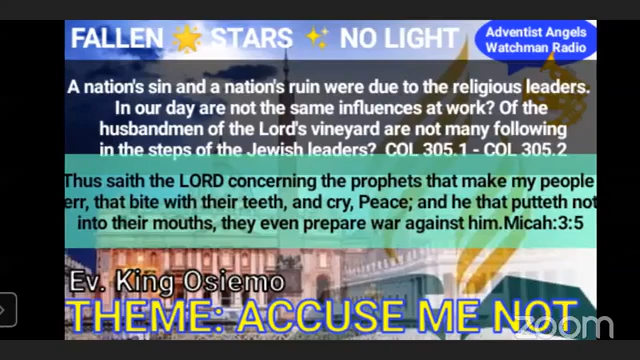 FALLEN 🌟 STARS ✨ NO LIGHT
Adventist Angels
Watchman Radio
A nation's sin and a nation's ruin were due to the religious leaders.
In our day are not the same influences at work? Of the
husbandmen of the Lord's vineyard are not many following
in the steps of the Jewish leaders? COL 305.1 - COL 305.2
Thus saith the LORD concerning the prophets that make my people
err, that bite with their teeth, and cry, Peace; and he that putteth not
into their mouths, they even prepare war against him.Micah:3:5
Ev. King Osiemo
THEME: ACCUSE ME NOT
zoom